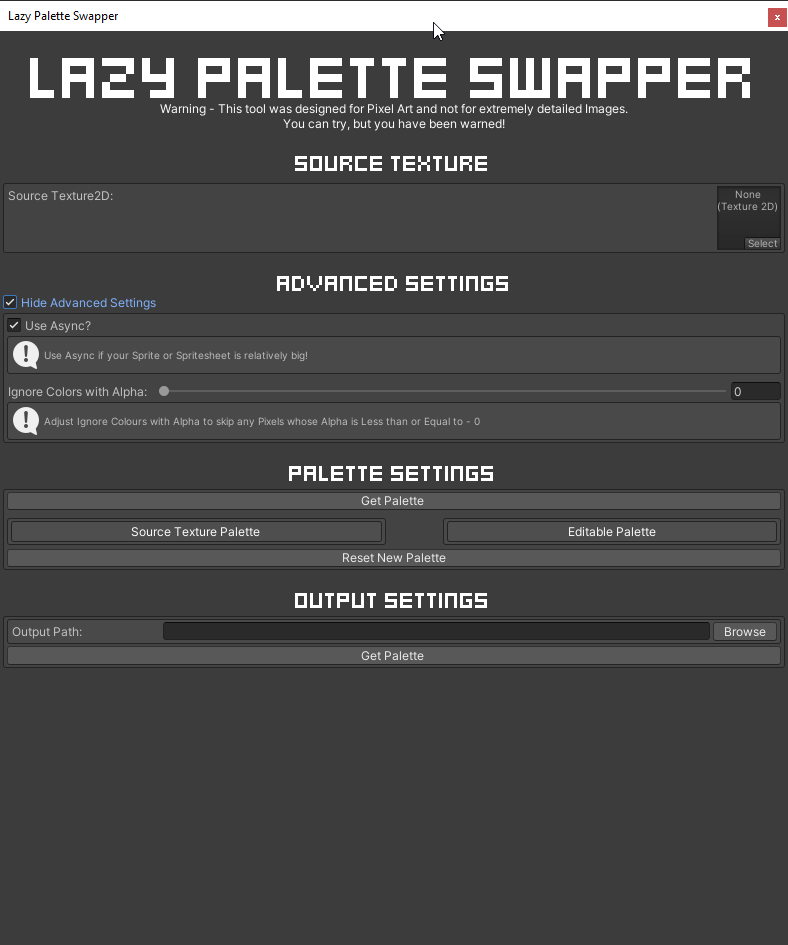 Lazy Palette Swapper
x
LAZY PALETTE SWAPPER
Warning - This tool was designed for Pixel Art and not for extremely detailed Images.
You can try, but you have been warned!
SOURCE TEXTURE
Source Texture2D:
None
(Texture 2D)
Select
ADVANCED SETTINGS
Hide Advanced Settings
Use Async?
Use Async if your Sprite or Spritesheet is relatively big!
Ignore Colors with Alpha:
0
Adjust Ignore Colours with Alpha to skip any Pixels whose Alpha is Less than or Equal to - 0
PALETTE SETTINGS
Get Palette
Source Texture Palette
Editable Palette
Reset New Palette
OUTPUT SETTINGS
Output Path:
Browse
Get Palette